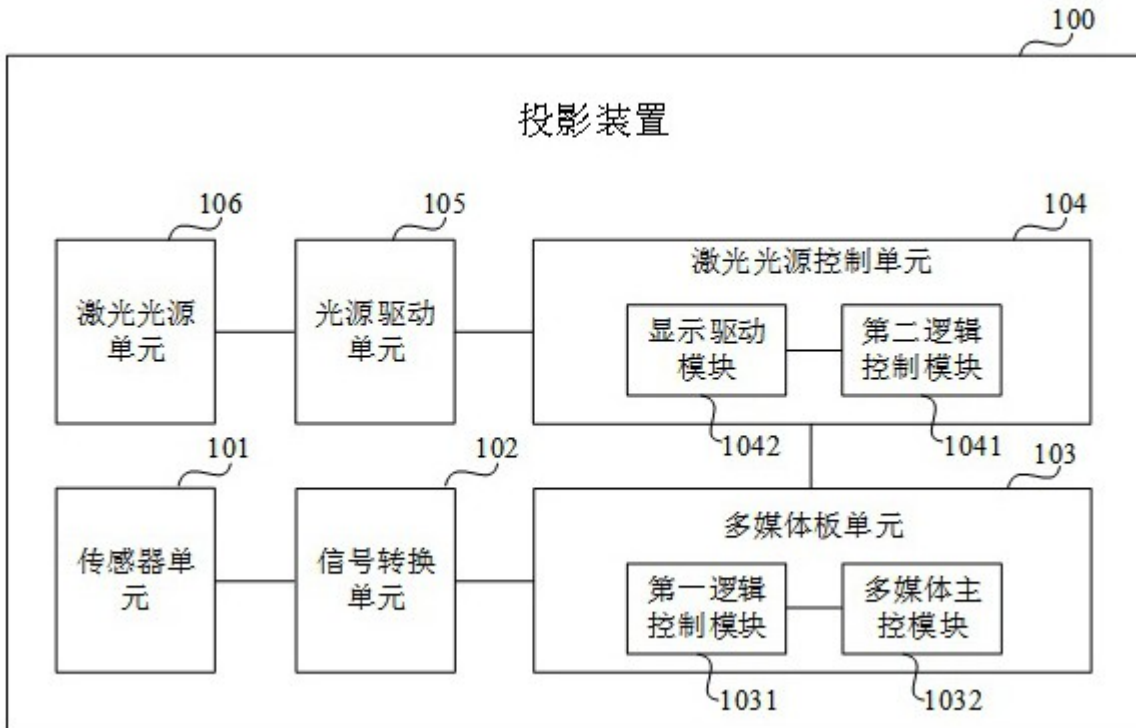 100
投影装置
106
105
104
激光光源
单元
光源驱动
单元
激光光源控制单元
显示驱动
模块
第二逻辑
控制模块
1042
1041
101
102
103
传感器单
元
信号转换
单元
多媒体板单元
第一逻辑
控制模块
多媒体主
控模块
1031
1032